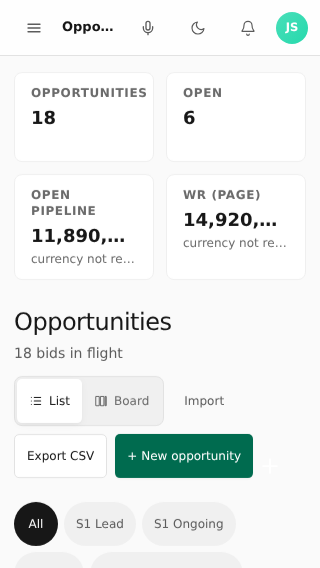 Oppo...
JS
OPPORTUNITIES
18
OPEN
6
OPEN
PIPELINE
11,890,...
currency not re...
WR (PAGE)
14,920,...
currency not re...
Opportunities
18 bids in flight
List
Board
Import
Export CSV
+ New opportunity
+
All
S1 Lead
S1 Ongoing